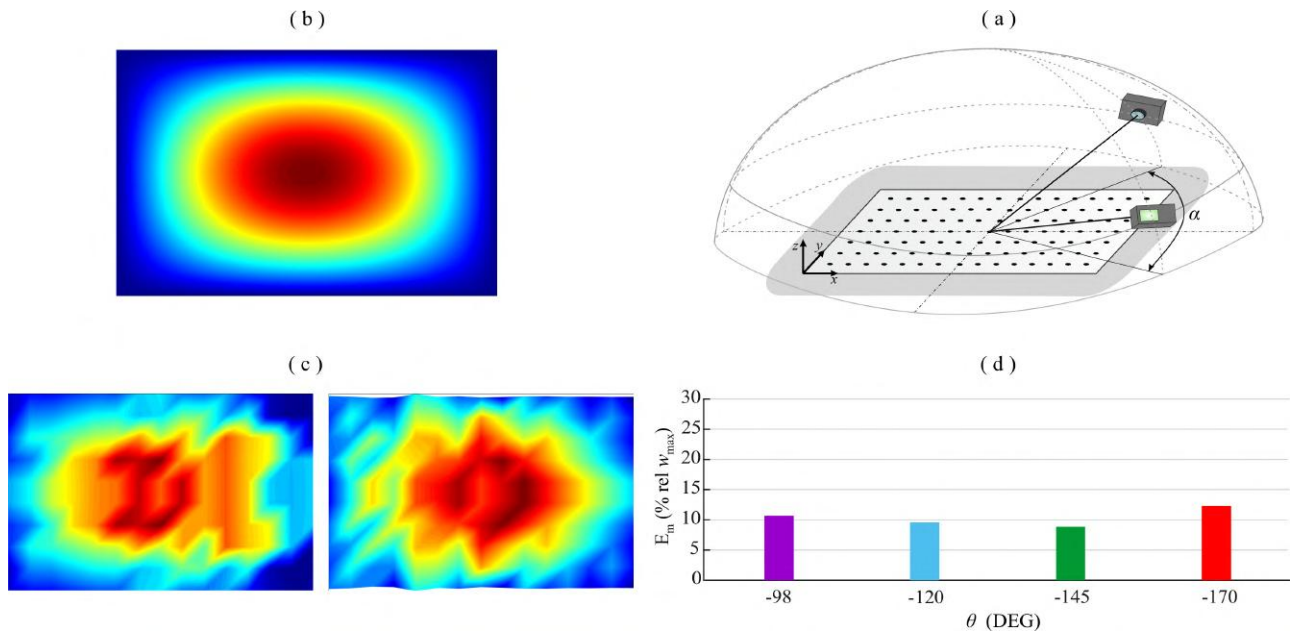 ( b )
( a )
z
y
x
α
( c )
( d )
30
25
20
15
10
5
0
E_m (% rel w_max)
-98
-120
-145
-170
θ (DEG)